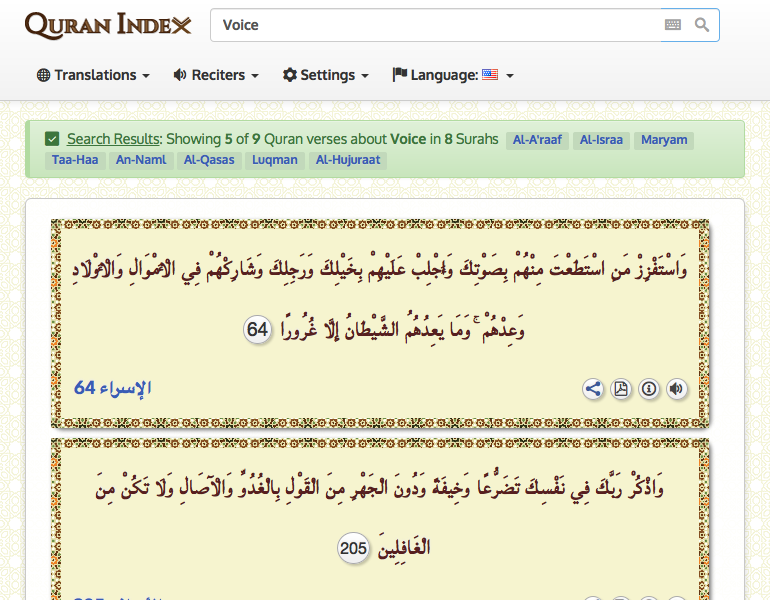 QURAN INDEX
Voice
Translations Reciters Settings Language:
Search Results: Showing 5 of 9 Quran verses about Voice in 8 Surahs Al-A'raaf Al-Israa Maryam
Taa-Haa An-Naml Al-Qasas Luqman Al-Hujuraat
وَاسْتَفْزِزْ مَنِ اسْتَطَعْتَ مِنْهُمْ بِصَوْتِكَ وَأَجْلِبْ عَلَيْهِمْ بِخَيْلِكَ وَرَجِلِكَ وَشَارِكْهُمْ فِي الْأَمْوَالِ وَالْأَوْلَادِ
وَعِدْهُمْ ۚ وَمَا يَعِدُهُمُ الشَّيْطَانُ إِلَّا غُرُورًا 64
الإسراء 64
وَاذْكُرْ رَبَّكَ فِي نَفْسِكَ تَضَرُّعًا وَخِيفَةً وَدُونَ الْجَهْرِ مِنَ الْقَوْلِ بِالْغُدُوِّ وَالْآصَالِ وَلَا تَكُنْ مِنَ
الْغَافِلِينَ 205